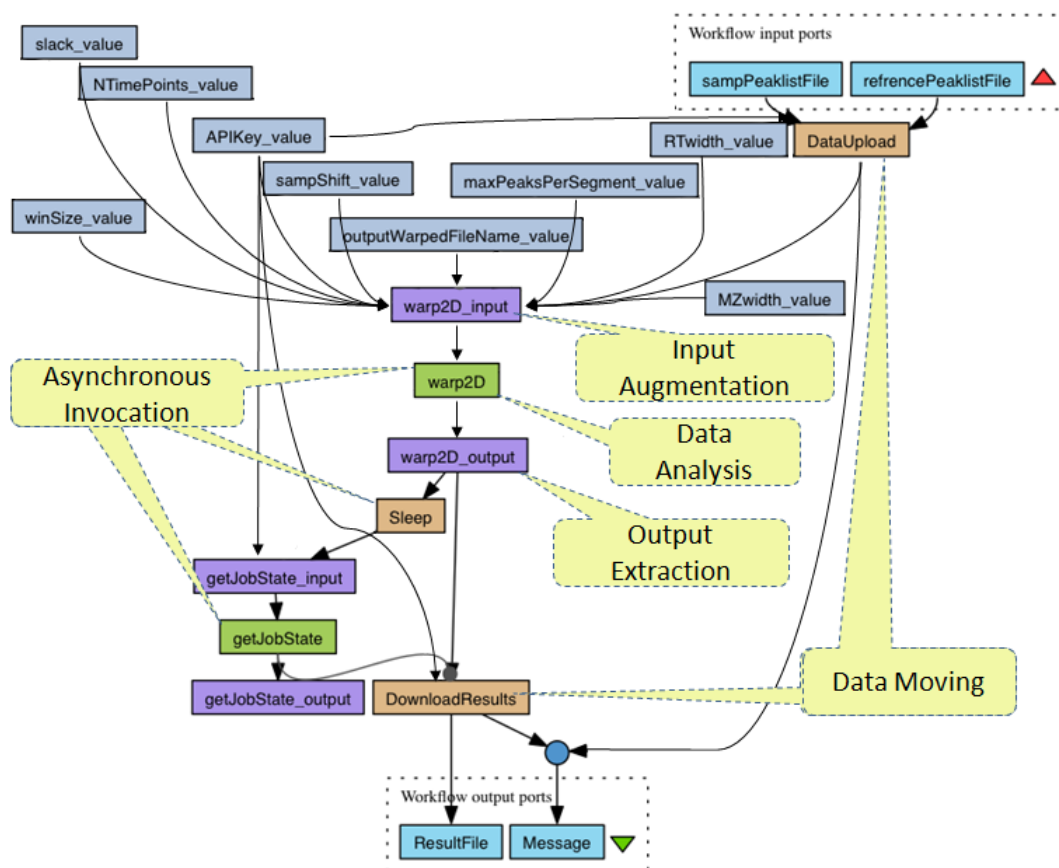 slack_value
Workflow input ports
NTimePoints_value
sampPeaklistFile
refrencePeaklistFile
APIKey_value
RTwidth_value
DataUpload
sampShift_value
maxPeaksPerSegment_value
winSize_value
outputWarpedFileName_value
warp2D_input
MZwidth_value
Input
Augmentation
Asynchronous
Invocation
warp2D
Data
Analysis
warp2D_output
Sleep
Output
Extraction
getJobState_input
getJobState
getJobState_output
DownloadResults
Data Moving
Workflow output ports
ResultFile
Message